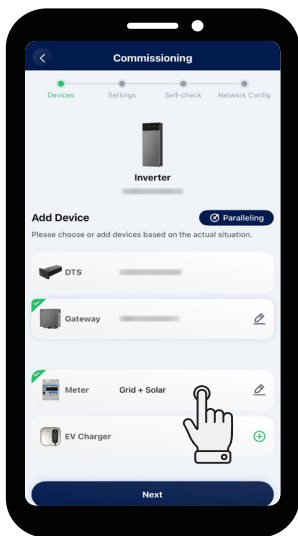 Commissioning
Devices Settings Self-check Network Config
Inverter
Add Device
Paralleling
Please choose or add devices based on the actual situation.
DTS
Gateway
Meter Grid + Solar
EV Charger
Next